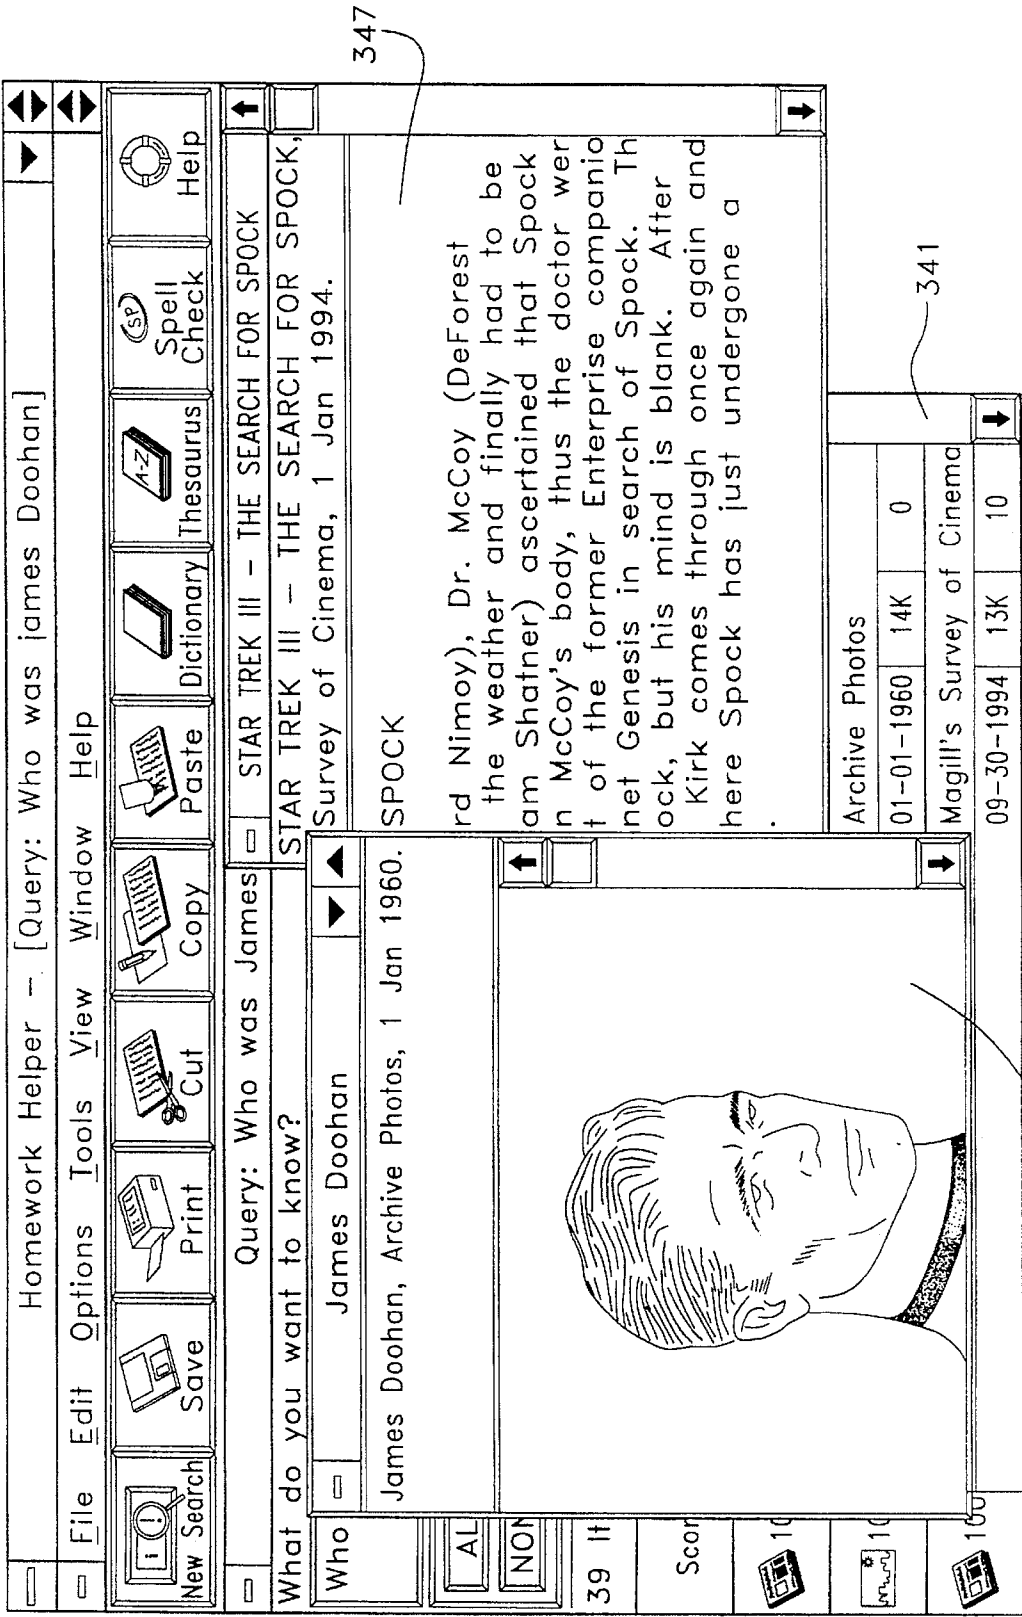 Homework Helper – [Query: Who was james Doohan]
File Edit Options Tools View Window Help
New Search
Save
Print
Cut
Copy
Paste
Dictionary
A-Z
Thesaurus
SP
Spell Check
Help
Query: Who was James
What do you want to know?
Who
AL
NON
39 It
Scor
10
10
100
James Doohan
James Doohan, Archive Photos, 1 Jan 1960.
STAR TREK III – THE SEARCH FOR SPOCK
STAR TREK III – THE SEARCH FOR SPOCK,
Survey of Cinema, 1 Jan 1994.
SPOCK
rd Nimoy), Dr. McCoy (DeForest
the weather and finally had to be
am Shatner) ascertained that Spock
n McCoy's body, thus the doctor wer
t of the former Enterprise companio
net Genesis in search of Spock. Th
ock, but his mind is blank. After
Kirk comes through once again and
here Spock has just undergone a
.
Archive Photos
01-01-1960 14K 0
Magill's Survey of Cinema
09-30-1994 13K 10
347
341